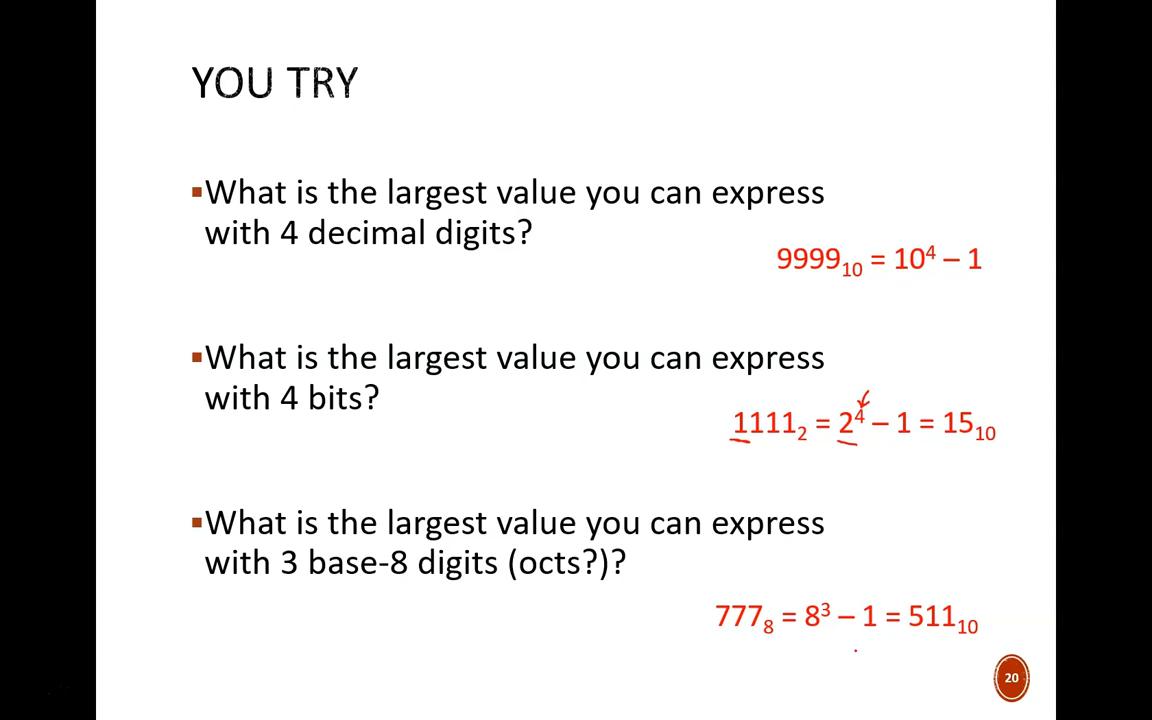 YOU TRY
▪What is the largest value you can express
with 4 decimal digits?
9999₁₀ = 10⁴ – 1
▪What is the largest value you can express
with 4 bits?
1111₂ = 2⁴ – 1 = 15₁₀
▪What is the largest value you can express
with 3 base-8 digits (octs?)?
777₈ = 8³ – 1 = 511₁₀
20